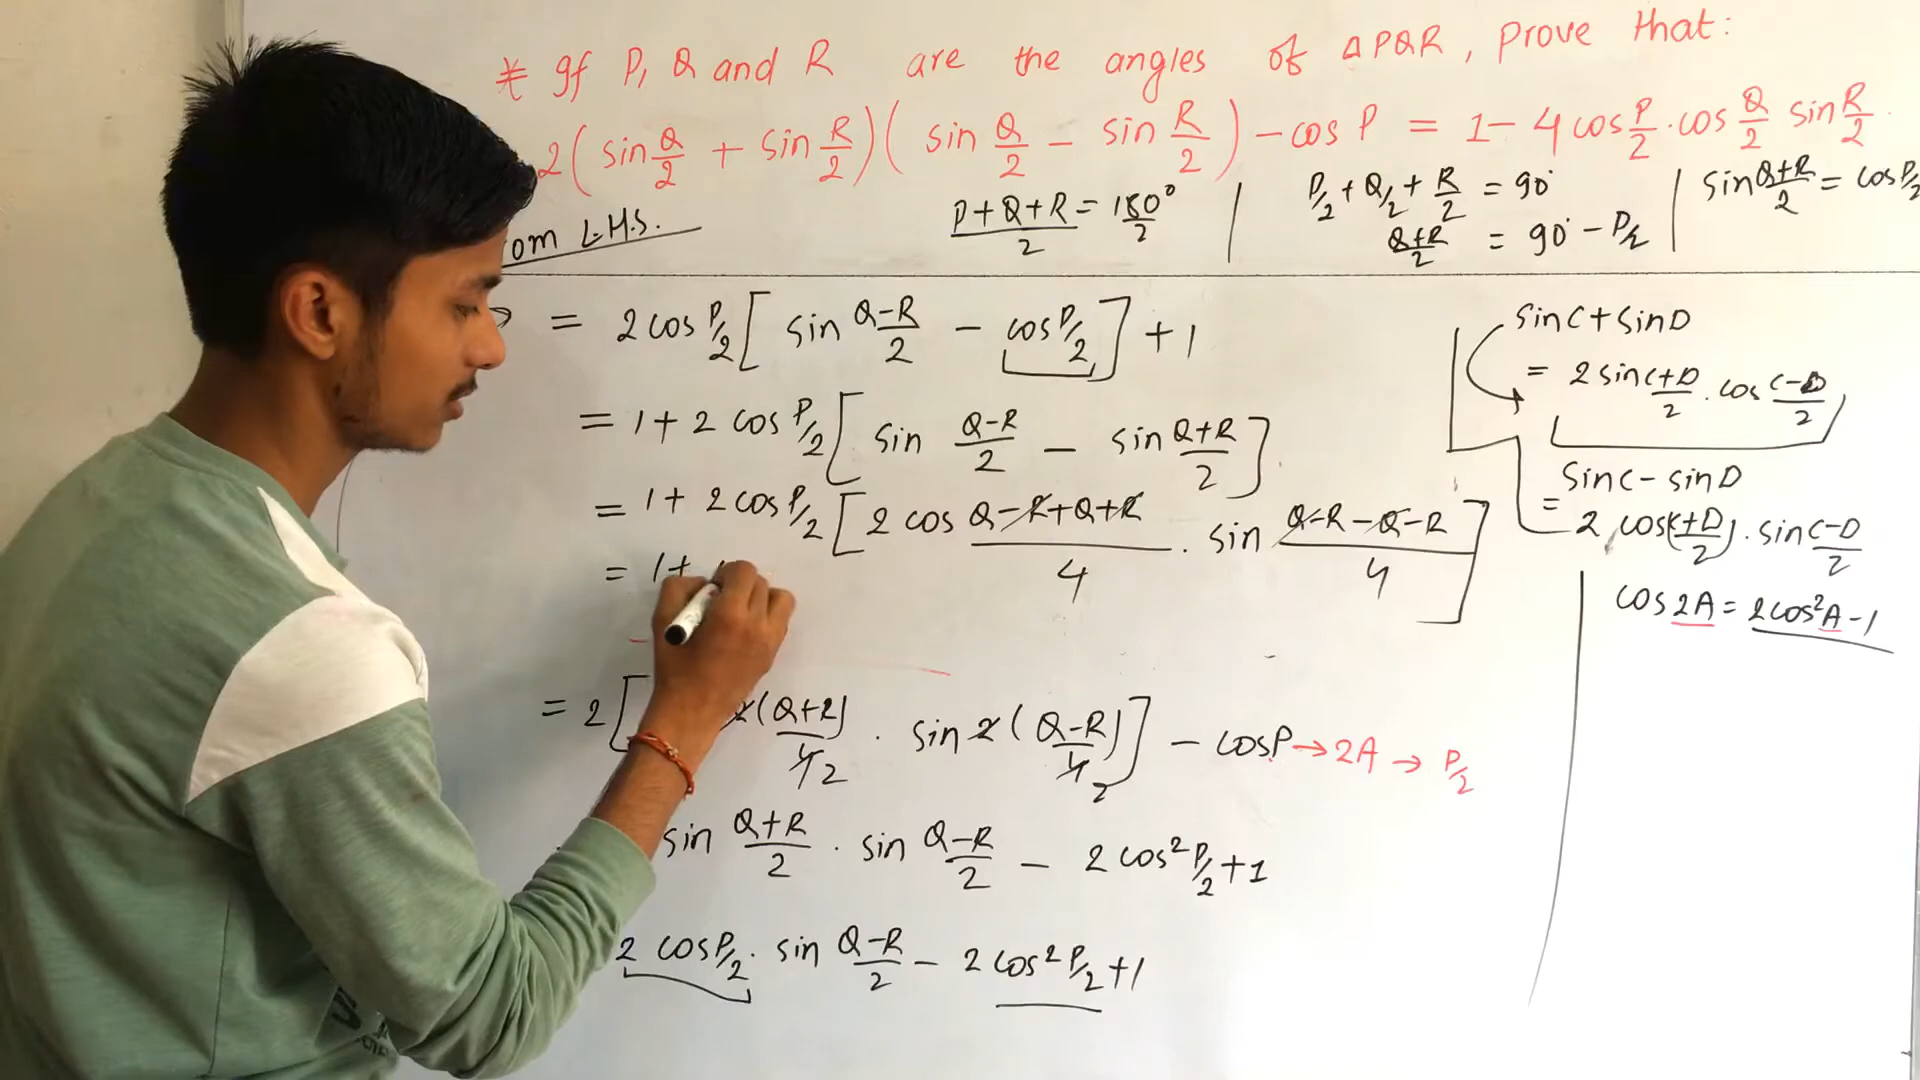 * If P, Q and R are the angles of ΔPQR, prove that:
2(sin Q/2 + sin R/2)(sin Q/2 - sin R/2) - cos P = 1 - 4 cos P/2 . cos Q/2 sin R/2.
om L.H.S.
P+Q+R/2 = 180°/2
P/2 + Q/2 + R/2 = 90°
Q+R/2 = 90° - P/2
sin Q+R/2 = cos P/2
= 2 cos P/2 [ sin Q-R/2 - cos P/2 ] + 1
= 1 + 2 cos P/2 [ sin Q-R/2 - sin Q+R/2 ]
= 1 + 2 cos P/2 [ 2 cos Q-R+Q+R/4 . sin Q-R-Q-R/4 ]
= 1 +
= 2 [ 2(Q+R)/4 2 . sin 2(Q-R)/4 2 ] - cos P → 2A → P/2
sin Q+R/2 . sin Q-R/2 - 2 cos² P/2 + 1
2 cos P/2 . sin Q-R/2 - 2 cos² P/2 + 1
sin C + sin D
= 2 sin C+D/2 . cos C-D/2
sin C - sin D
= 2 cos (C+D/2) . sin C-D/2
cos 2A = 2 cos² A - 1